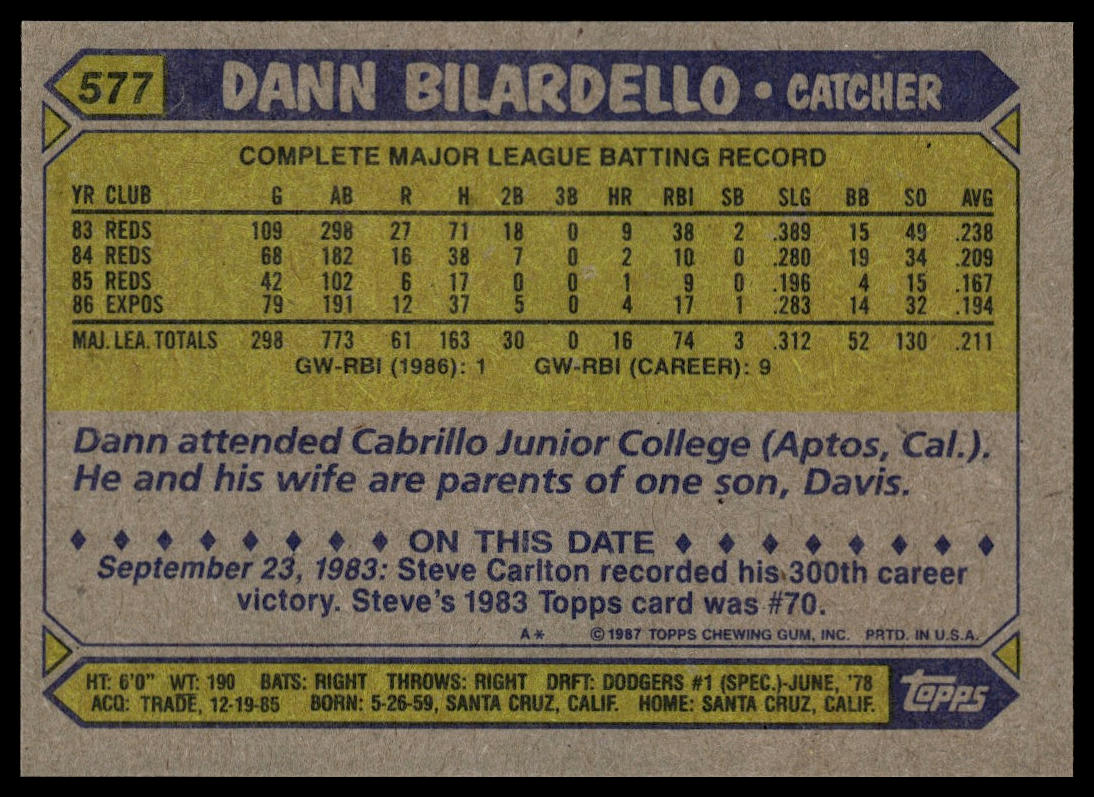 577 DANN BILARDELLO • CATCHER
COMPLETE MAJOR LEAGUE BATTING RECORD
YR CLUB G AB R H 2B 3B HR RBI SB SLG BB SO AVG
83 REDS 109 298 27 71 18 0 9 38 2 .389 15 49 .238
84 REDS 68 182 16 38 7 0 2 10 0 .280 19 34 .209
85 REDS 42 102 6 17 0 0 1 9 0 .196 4 15 .167
86 EXPOS 79 191 12 37 5 0 4 17 1 .283 14 32 .194
MAJ. LEA. TOTALS 298 773 61 163 30 0 16 74 3 .312 52 130 .211
GW-RBI (1986): 1 GW-RBI (CAREER): 9
Dann attended Cabrillo Junior College (Aptos, Cal.).
He and his wife are parents of one son, Davis.
♦ ♦ ♦ ♦ ♦ ♦ ♦ ♦ ON THIS DATE ♦ ♦ ♦ ♦ ♦ ♦ ♦ ♦
September 23, 1983: Steve Carlton recorded his 300th career
victory. Steve's 1983 Topps card was #70.
A* ©1987 TOPPS CHEWING GUM, INC. PRTD. IN U.S.A.
HT: 6'0" WT: 190 BATS: RIGHT THROWS: RIGHT DRFT: DODGERS #1 (SPEC.)-JUNE, '78
ACQ: TRADE, 12-19-85 BORN: 5-26-59, SANTA CRUZ, CALIF. HOME: SANTA CRUZ, CALIF.
topps